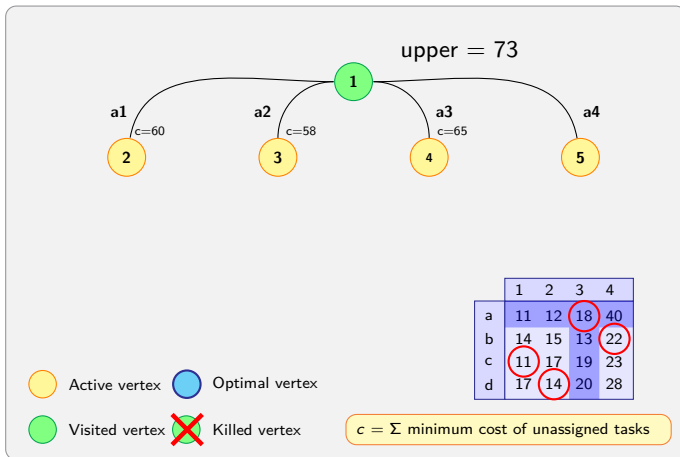 upper = 73
1
a1 a2 a3 a4
c=60 c=58 c=65
2 3 4 5
1 2 3 4
a 11 12 18 40
b 14 15 13 22
c 11 17 19 23
d 17 14 20 28
Active vertex Optimal vertex
Visited vertex Killed vertex
c = Σ minimum cost of unassigned tasks